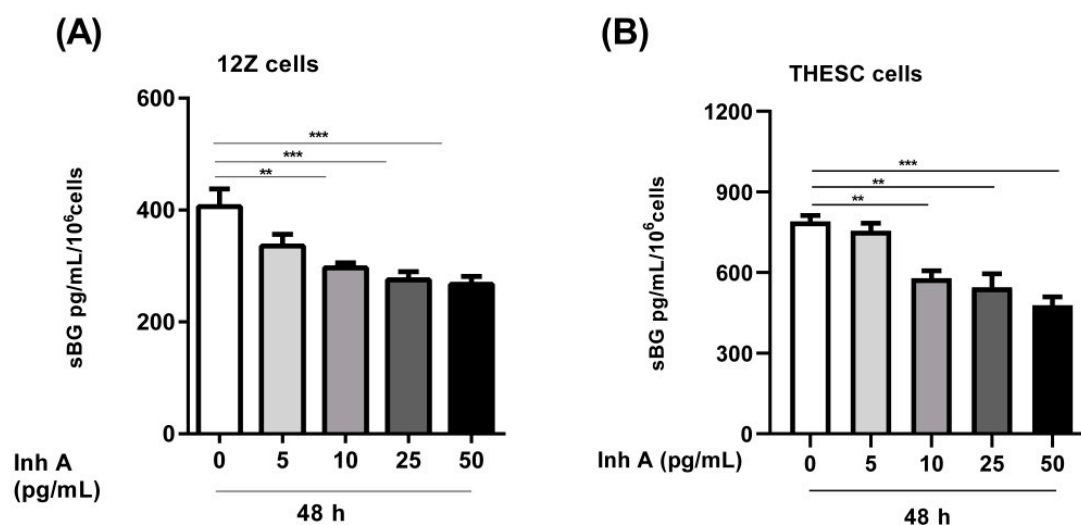 (A)
12Z cells
600
400
200
0
sBG pg/mL/10⁶cells
***
***
**
Inh A
(pg/mL)
0 5 10 25 50
48 h
(B)
THESC cells
1200
900
600
300
0
sBG pg/mL/10⁶cells
***
**
**
Inh A (pg/mL) 0 5 10 25 50
48 h